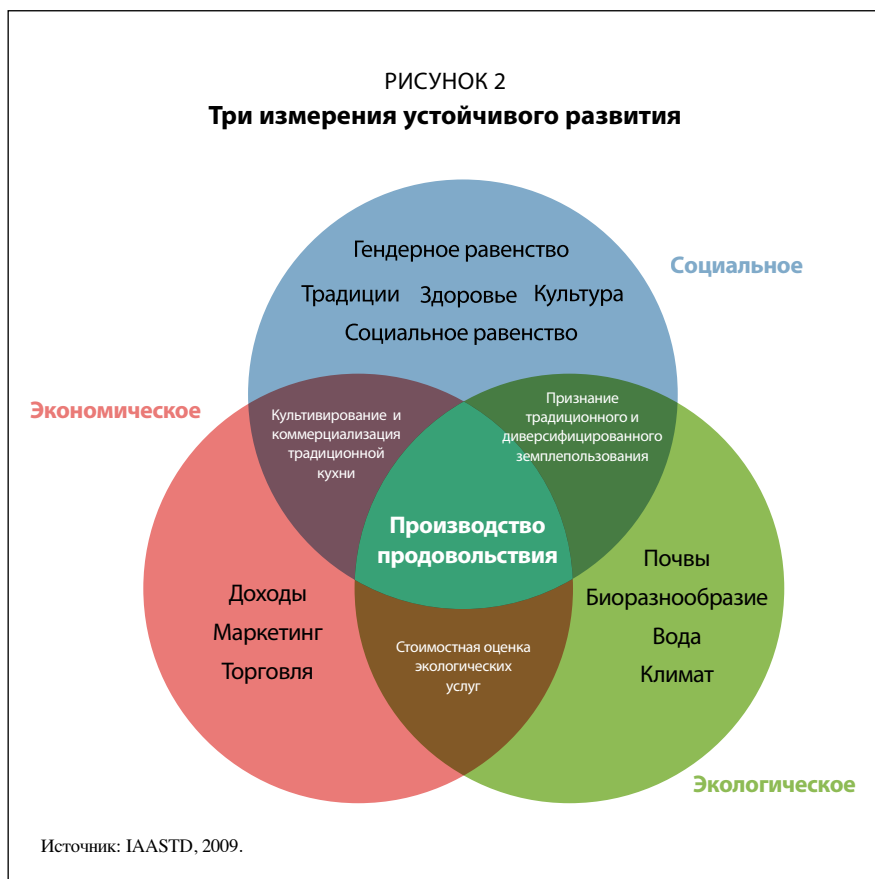 РИСУНОК 2
Три измерения устойчивого развития
Гендерное равенство
Социальное
Традиции Здоровье Культура
Социальное равенство
Экономическое
Культивирование и
коммерциализация
традиционной
кухни
Признание
традиционного и
диверсифицированного
земплепользования
Производство
продовольствия
Доходы
Маркетинг
Торговля
Почвы
Биоразнообразие
Вода
Климат
Стоимостная оценка
экологических
услуг
Экологическое
Источник: IAASTD, 2009.